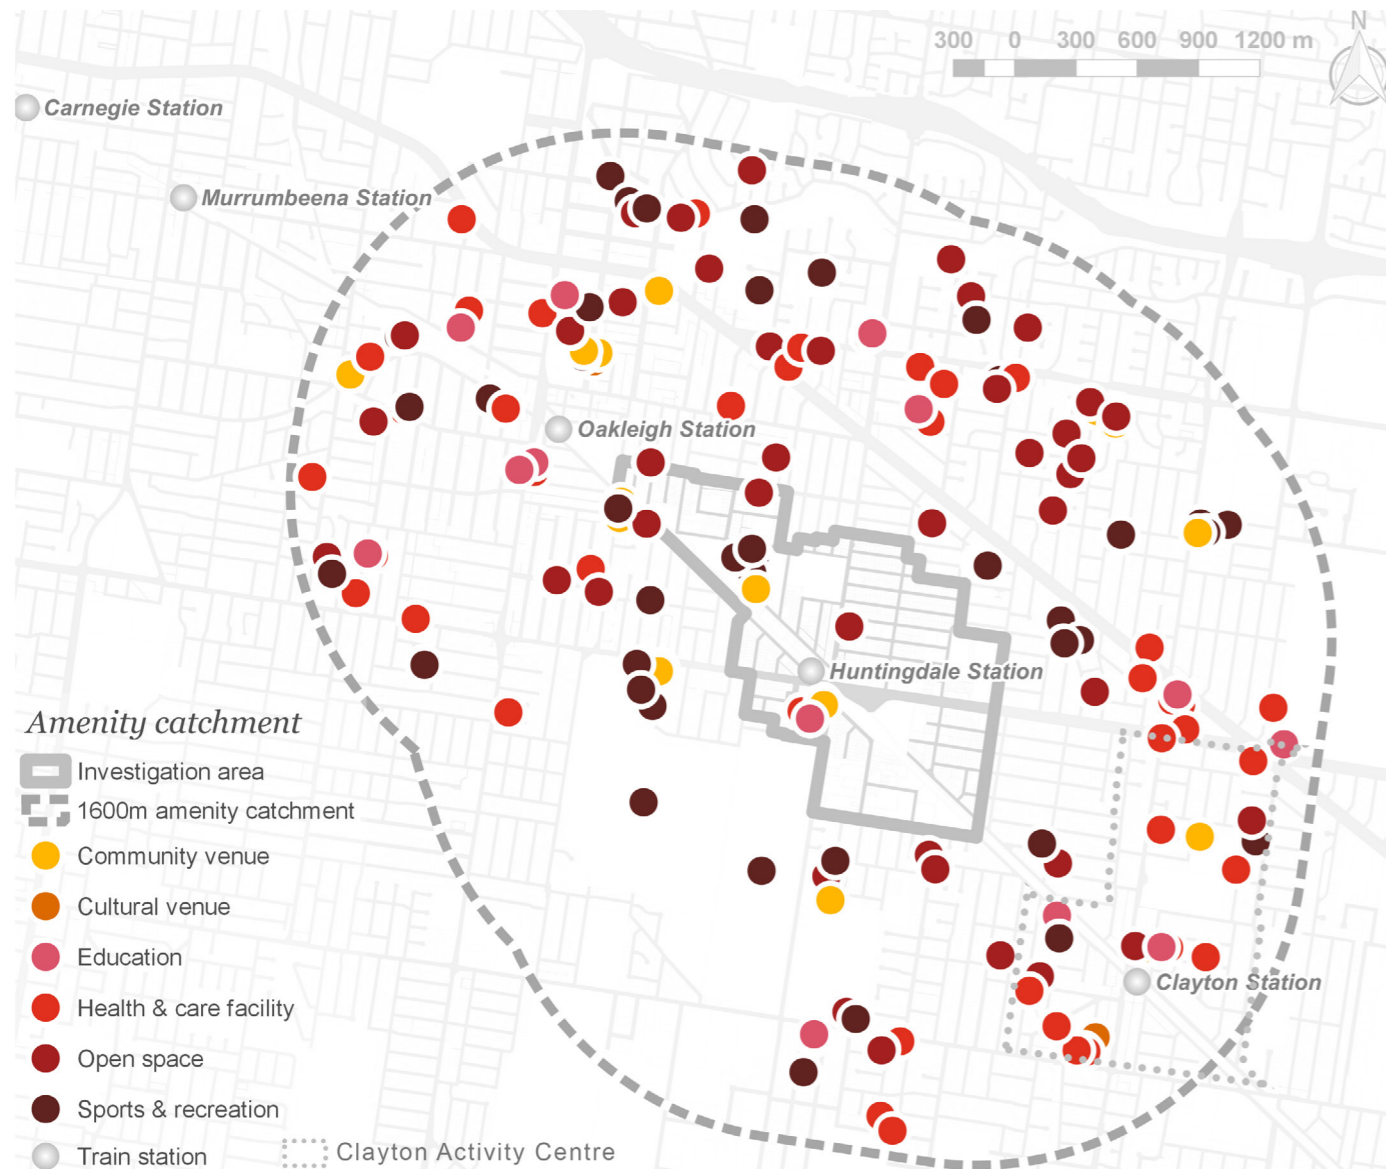 N
300 0 300 600 900 1200 m
Carnegie Station
Murrumbeena Station
Oakleigh Station
Huntingdale Station
Clayton Station
Amenity catchment
Investigation area
1600m amenity catchment
Community venue
Cultural venue
Education
Health & care facility
Open space
Sports & recreation
Train station
Clayton Activity Centre